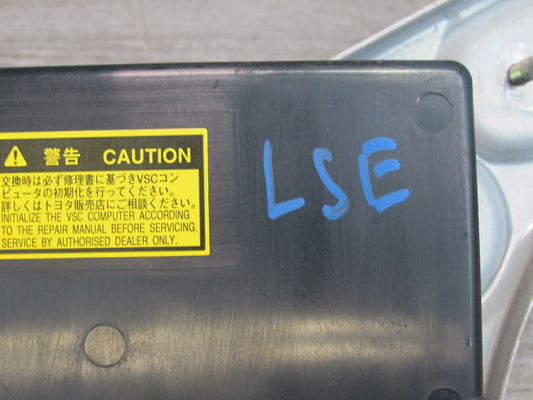 警告 CAUTION
交換時は必ず修理書に基づきVSCコン
ピュータの初期化を行ってください。
詳しくはトヨタ販売店にご相談ください。
INITIALIZE THE VSC COMPUTER ACCORDING
TO THE REPAIR MANUAL BEFORE SERVICING.
SERVICE BY AUTHORISED DEALER ONLY.
LSE